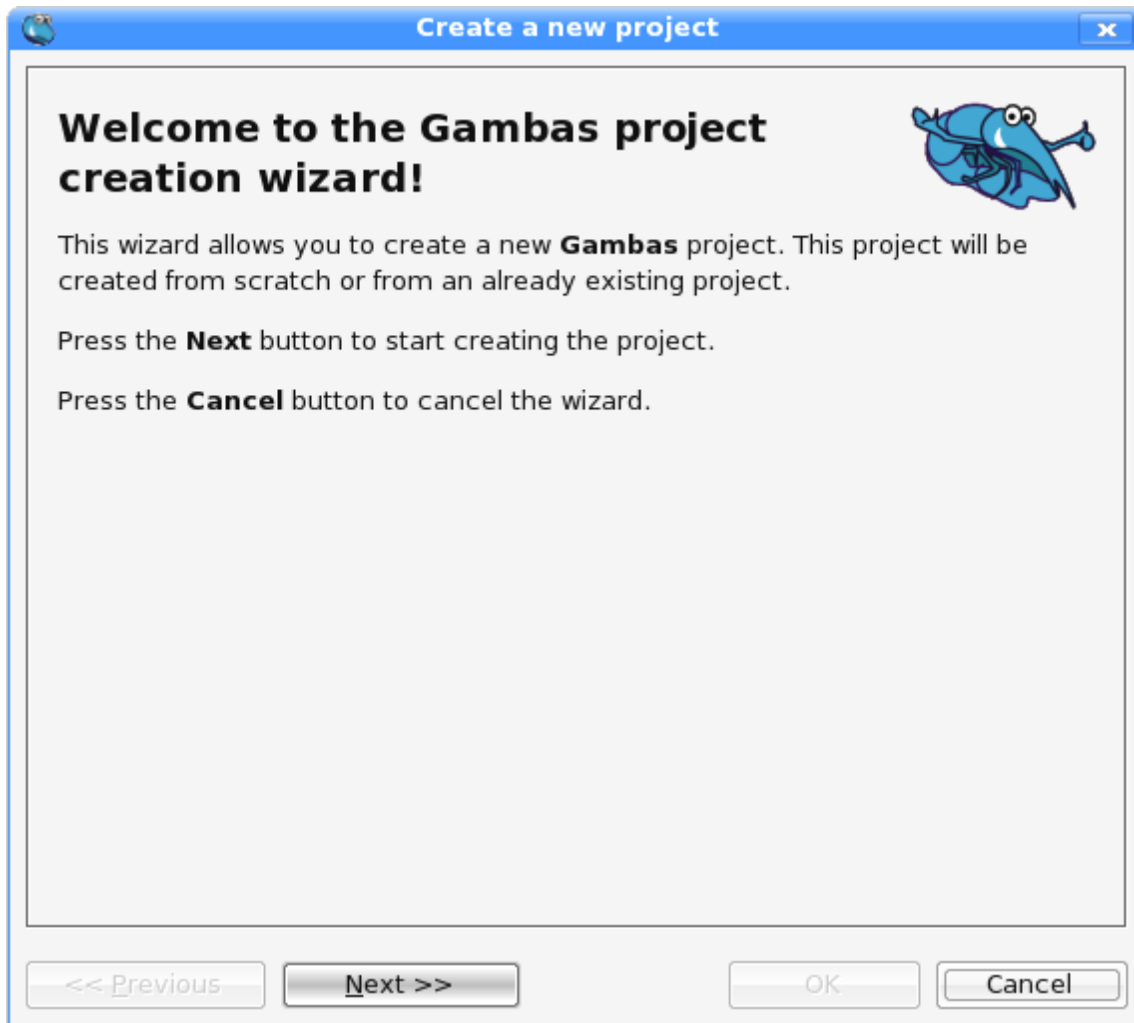 Create a new project
Welcome to the Gambas project
creation wizard!
This wizard allows you to create a new Gambas project. This project will be
created from scratch or from an already existing project.
Press the Next button to start creating the project.
Press the Cancel button to cancel the wizard.
<< Previous
Next >>
OK
Cancel